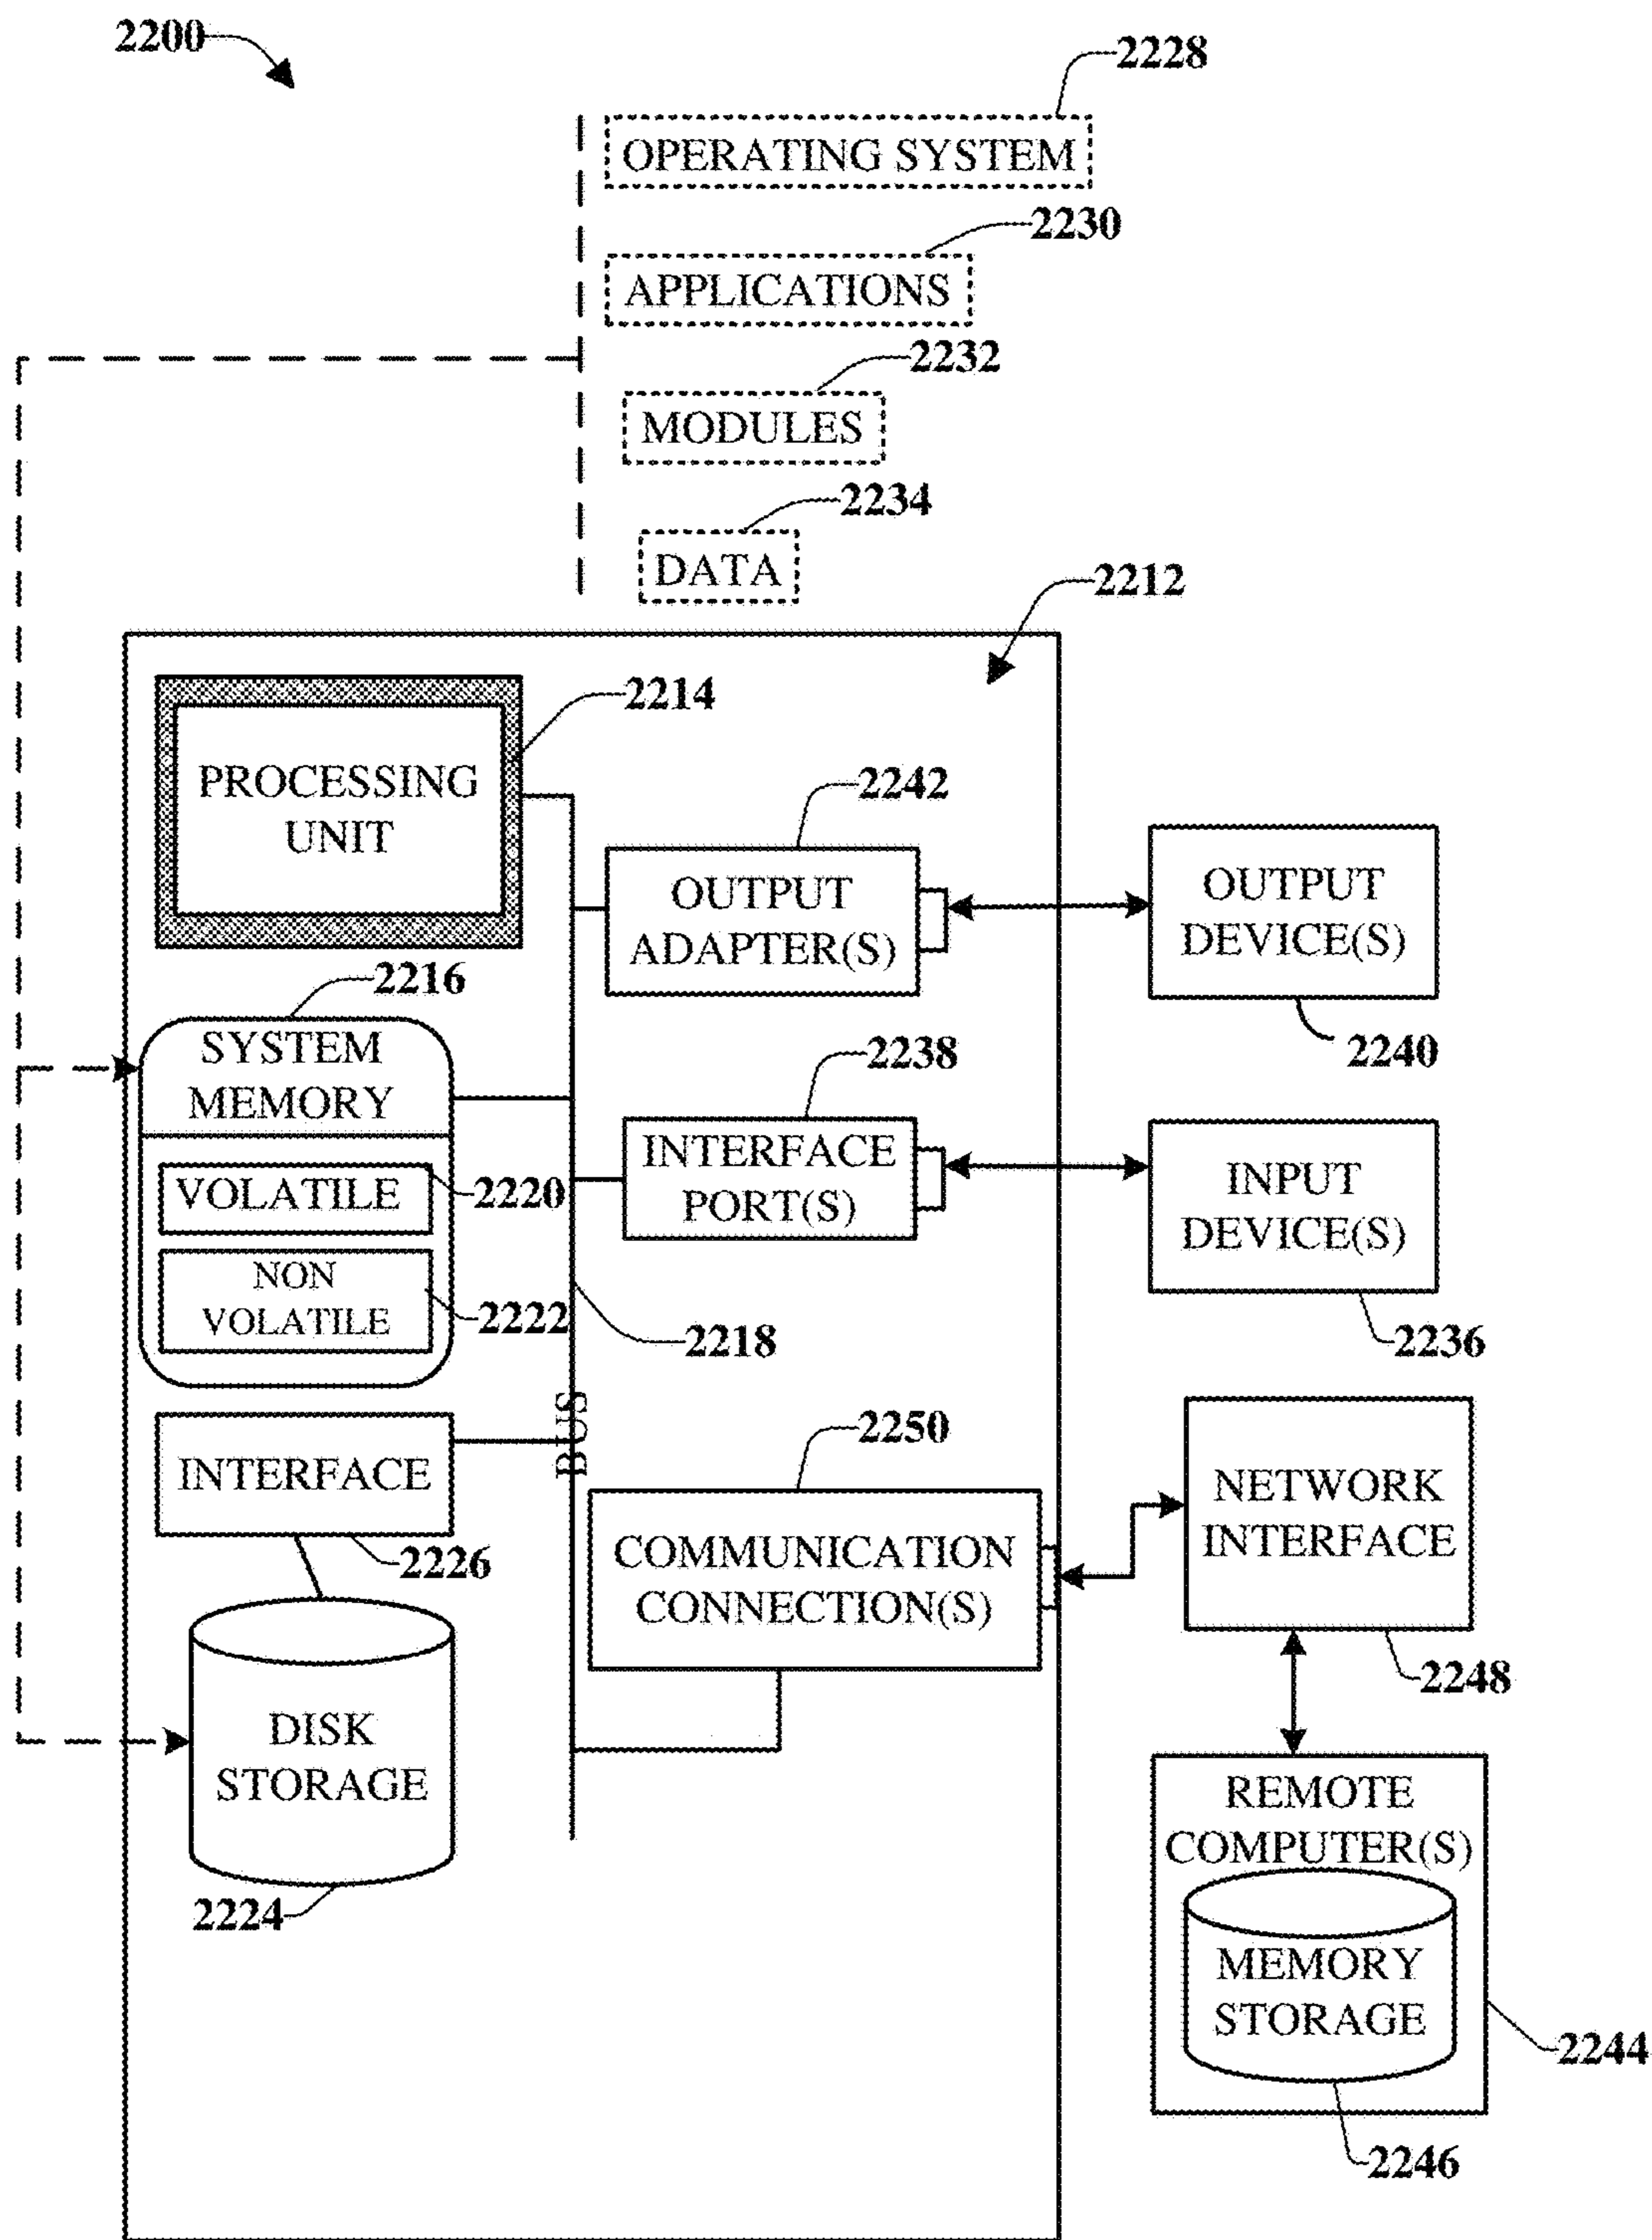 2200
2228
OPERATING SYSTEM
2230
APPLICATIONS
2232
MODULES
2234
DATA
2212
2214
PROCESSING
UNIT
2242
OUTPUT
ADAPTER(S)
OUTPUT
DEVICE(S)
2240
2216
SYSTEM
MEMORY
2238
INTERFACE
PORT(S)
INPUT
DEVICE(S)
2236
VOLATILE
2220
NON
VOLATILE
2222
2218
BUS
INTERFACE
2226
2250
COMMUNICATION
CONNECTION(S)
NETWORK
INTERFACE
2248
DISK
STORAGE
2224
REMOTE
COMPUTER(S)
MEMORY
STORAGE
2244
2246